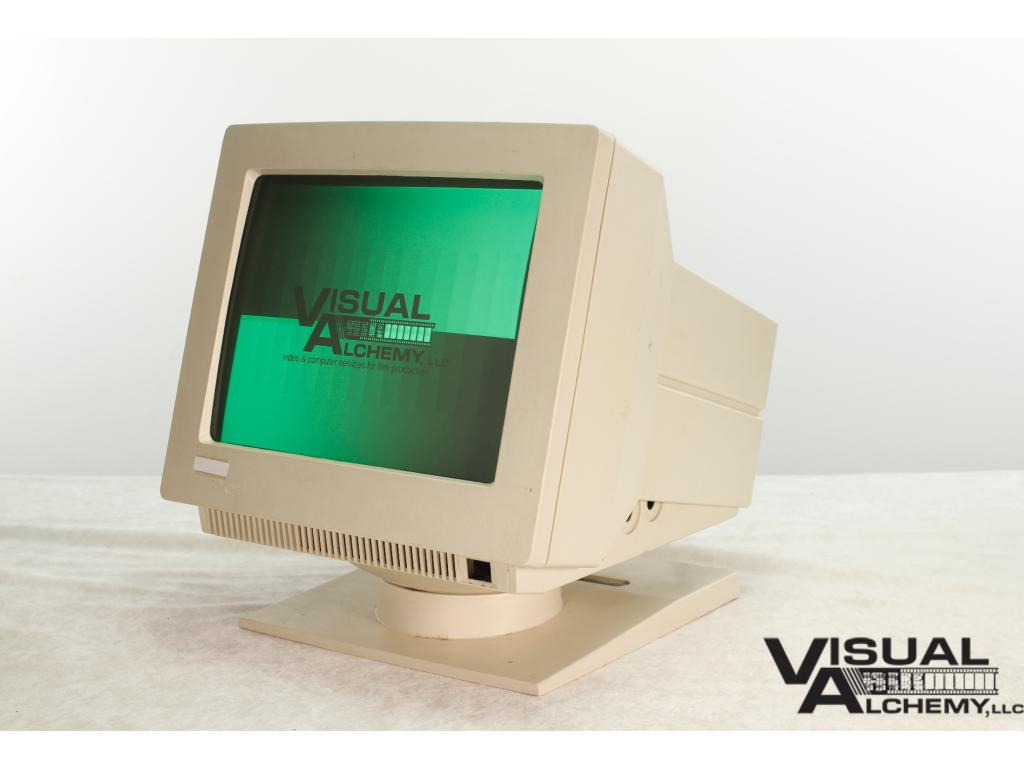 VISUAL
ALCHEMY, LLC
video & computer services for film production
VISUAL
ALCHEMY, LLC